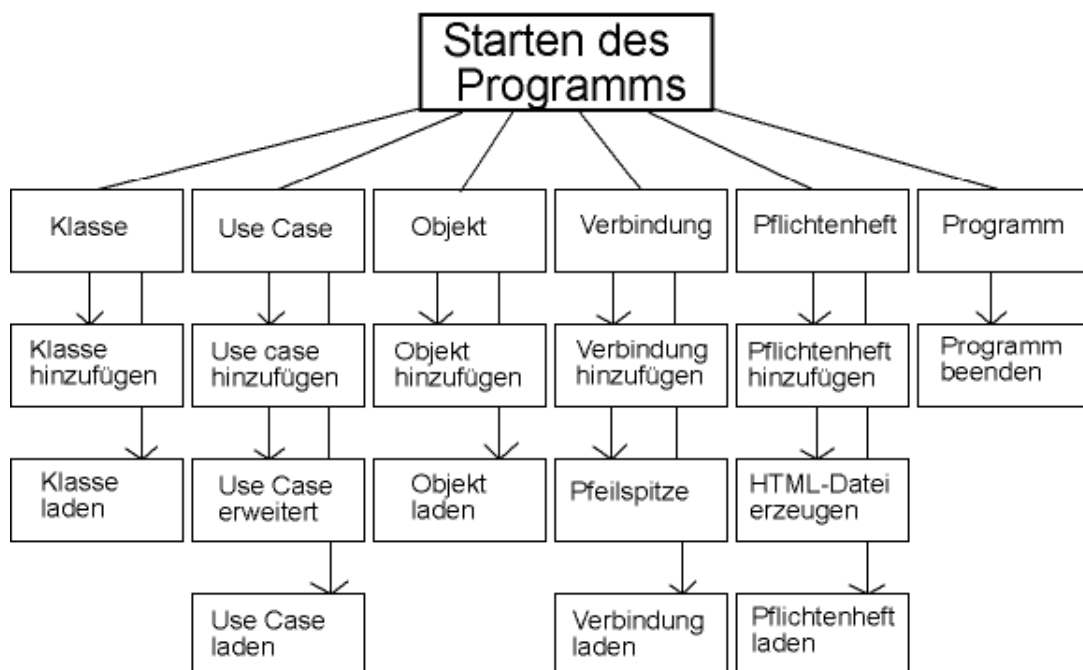 Starten des
Programms
Klasse
Use Case
Objekt
Verbindung
Pflichtenheft
Programm
Klasse
hinzufügen
Use case
hinzufügen
Objekt
hinzufügen
Verbindung
hinzufügen
Pflichtenheft
hinzufügen
Programm
beenden
Klasse
laden
Use Case
erweitert
Objekt
laden
Pfeilspitze
HTML-Datei
erzeugen
Use Case
laden
Verbindung
laden
Pflichtenheft
laden